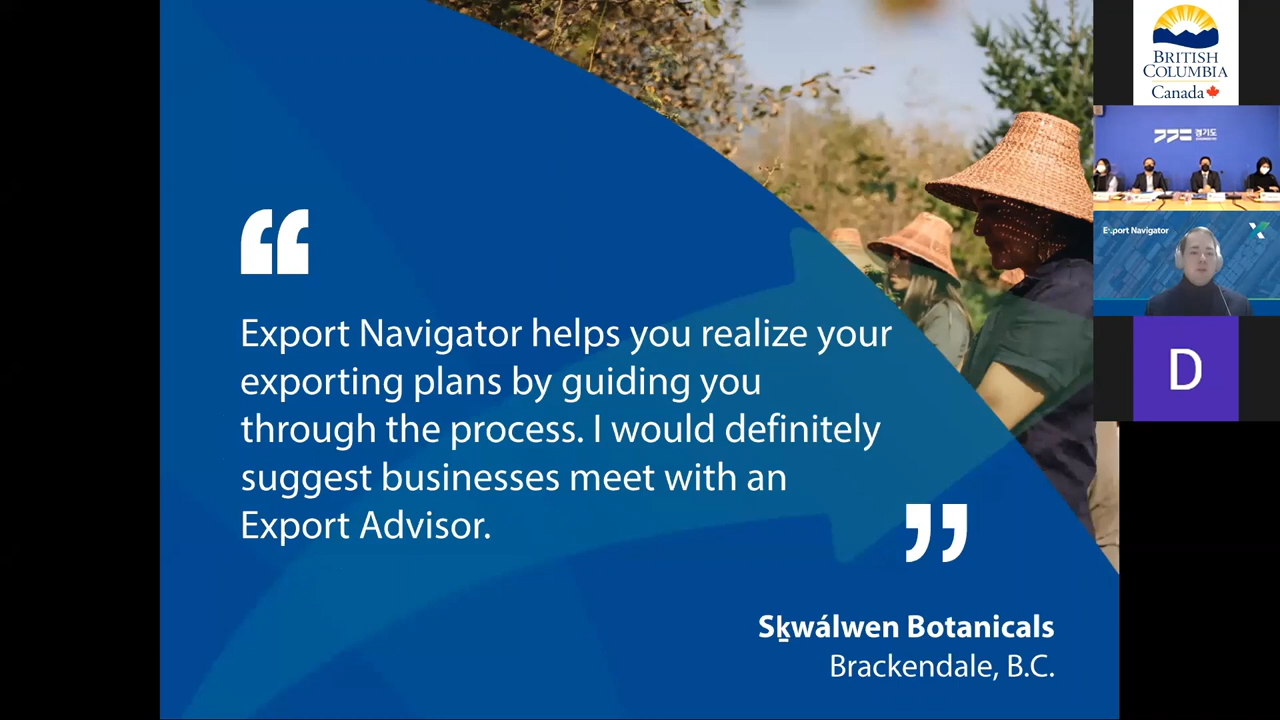 “
Export Navigator helps you realize your
exporting plans by guiding you
through the process. I would definitely
suggest businesses meet with an
Export Advisor.
”
Sḵwálwen Botanicals
Brackendale, B.C.
BRITISH
COLUMBIA
Canada
경기도
Export Navigator
D